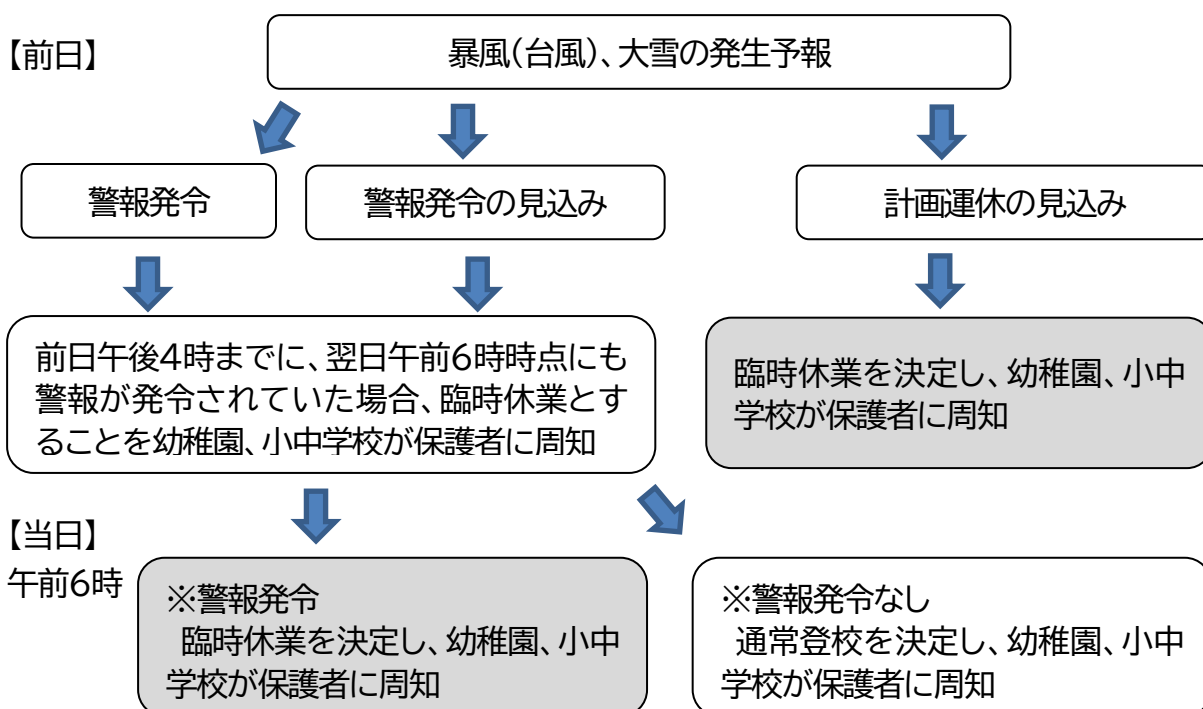 【前日】
暴風(台風)、大雪の発生予報
警報発令
警報発令の見込み
計画運休の見込み
前日午後4時までに、翌日午前6時時点にも
警報が発令されていた場合、臨時休業とす
ることを幼稚園、小中学校が保護者に周知
臨時休業を決定し、幼稚園、小中
学校が保護者に周知
【当日】
午前6時
※警報発令
臨時休業を決定し、幼稚園、小中
学校が保護者に周知
※警報発令なし
通常登校を決定し、幼稚園、小中
学校が保護者に周知